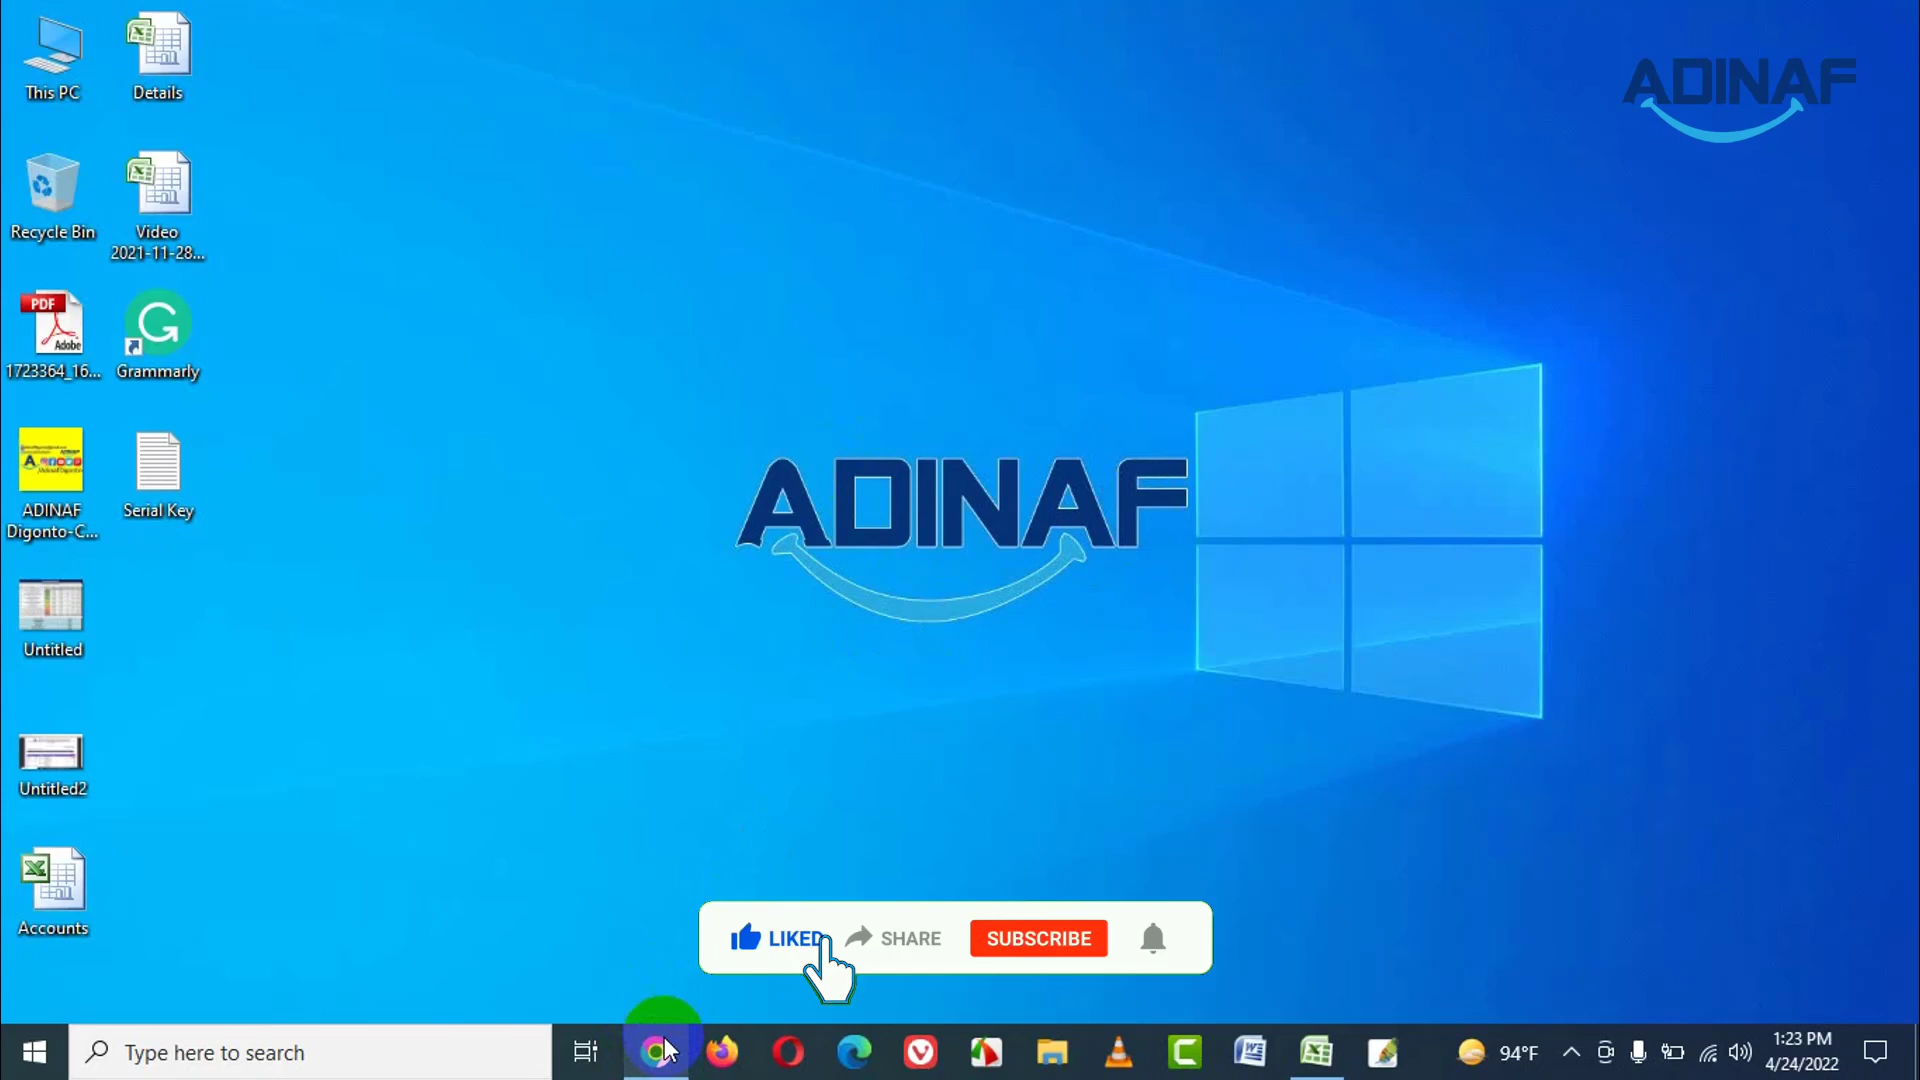 This PC
Details
ADINAF
Recycle Bin
Video
2021-11-28...
PDF
Adobe
1723364_16...
Grammarly
ADINAF
ADINAF
Digonto-C...
Serial Key
Untitled
Untitled2
Accounts
LIKED
SHARE
SUBSCRIBE
Type here to search
94°F
1:23 PM
4/24/2022